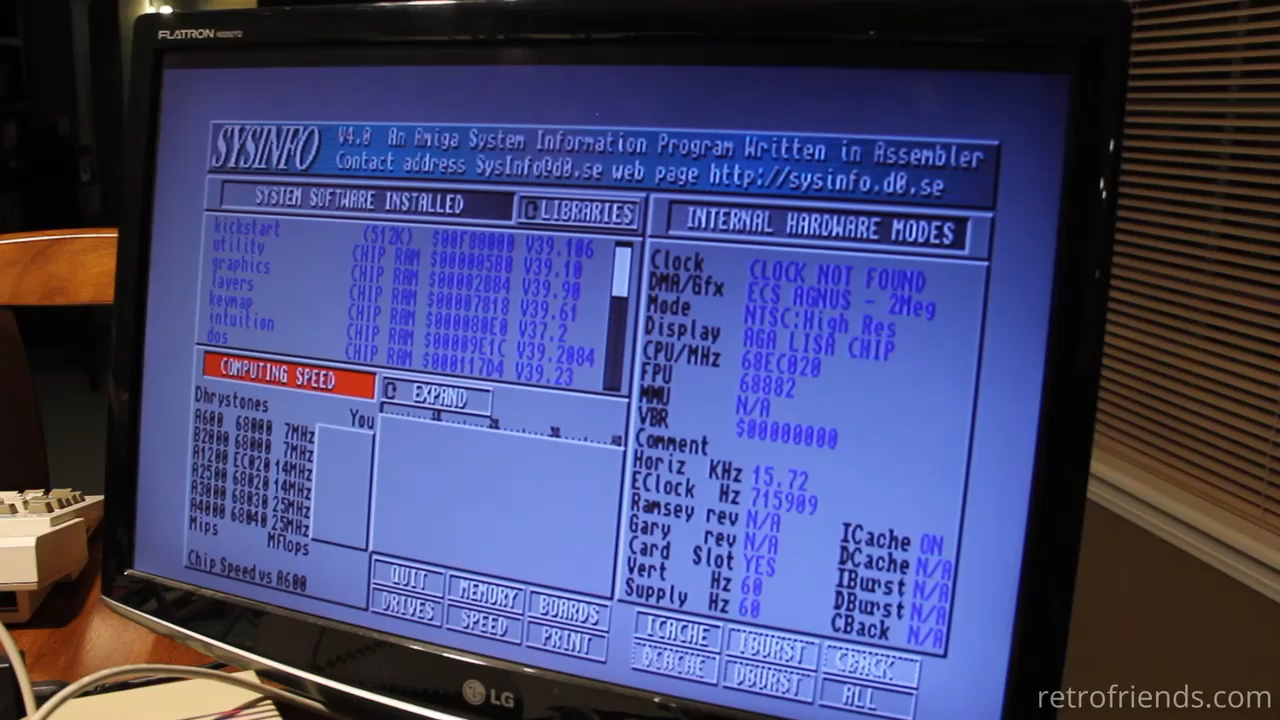 FLATRON
SYSINFO
V4.0 An Amiga System Information Program Written in Assembler
Contact address SysInfo@d0.se web page http://sysinfo.d0.se
SYSTEM SOFTWARE INSTALLED
LIBRARIES
kickstart (512K) $00F80000 V39.106
utility CHIP RAM $000005B0 V39.10
graphics CHIP RAM $00002884 V39.90
layers CHIP RAM $00007818 V39.61
keymap CHIP RAM $000080E0 V37.2
intuition CHIP RAM $00009E1C V39.2084
dos CHIP RAM $000117D4 V39.23
COMPUTING SPEED
EXPAND
Dhrystones You
A600 68000 7MHz
B2000 68000 7MHz
A1200 EC020 14MHz
A2500 68020 14MHz
A3000 68030 25MHz
A4000 68040 25MHz
Mips MFlops
Chip Speed vs A600
QUIT MEMORY BOARDS
DRIVES SPEED PRINT
INTERNAL HARDWARE MODES
Clock CLOCK NOT FOUND
DMA/Gfx ECS AGNUS - 2Meg
Mode NTSC:High Res
Display AGA LISA CHIP
CPU/MHz 68EC020
FPU 68882
MMU N/A
VBR $00000000
Comment
Horiz KHz 15.72
EClock Hz 715909
Ramsey rev N/A
Gary rev N/A
Card Slot YES
Vert Hz 60
Supply Hz 60
ICache ON
DCache N/A
IBurst N/A
DBurst N/A
CBack N/A
ICACHE IBURST CBACK
DCACHE DBURST ALL
LG
retrofriends.com